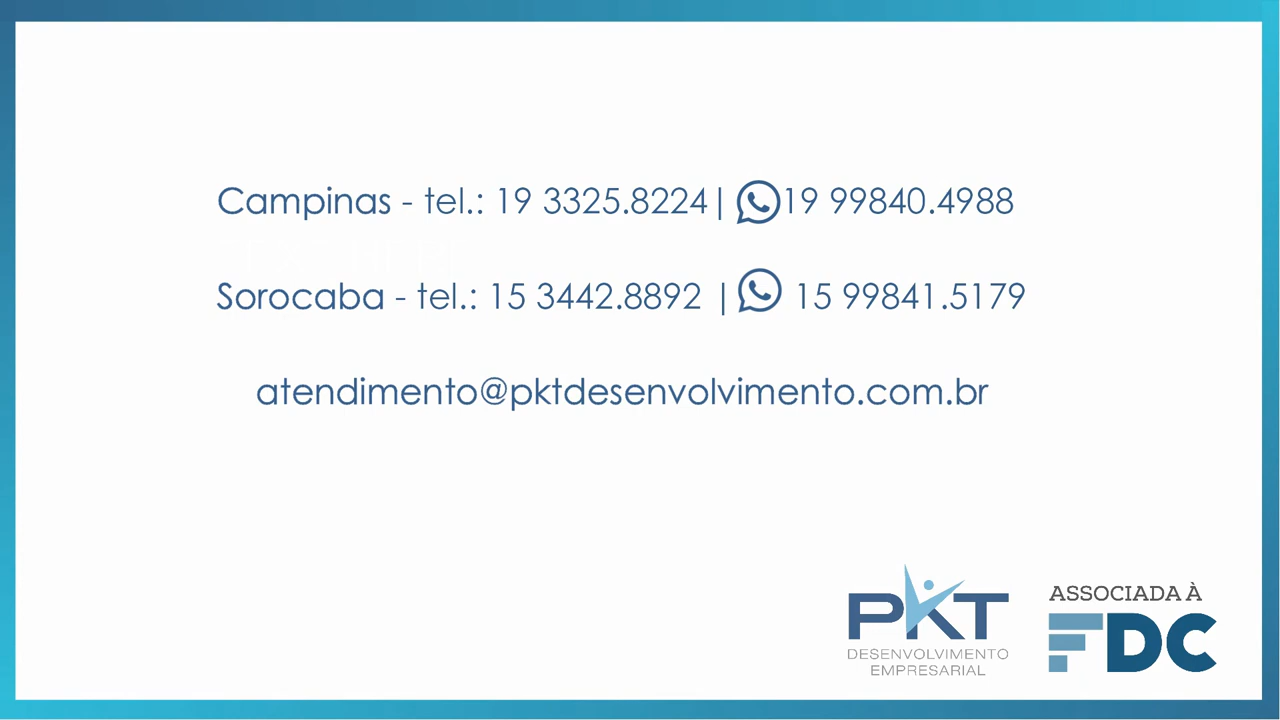 Campinas - tel.: 19 3325.8224| 19 99840.4988
Sorocaba - tel.: 15 3442.8892 | 15 99841.5179
atendimento@pktdesenvolvimento.com.br
PKT
DESENVOLVIMENTO
EMPRESARIAL
ASSOCIADA À
FDC